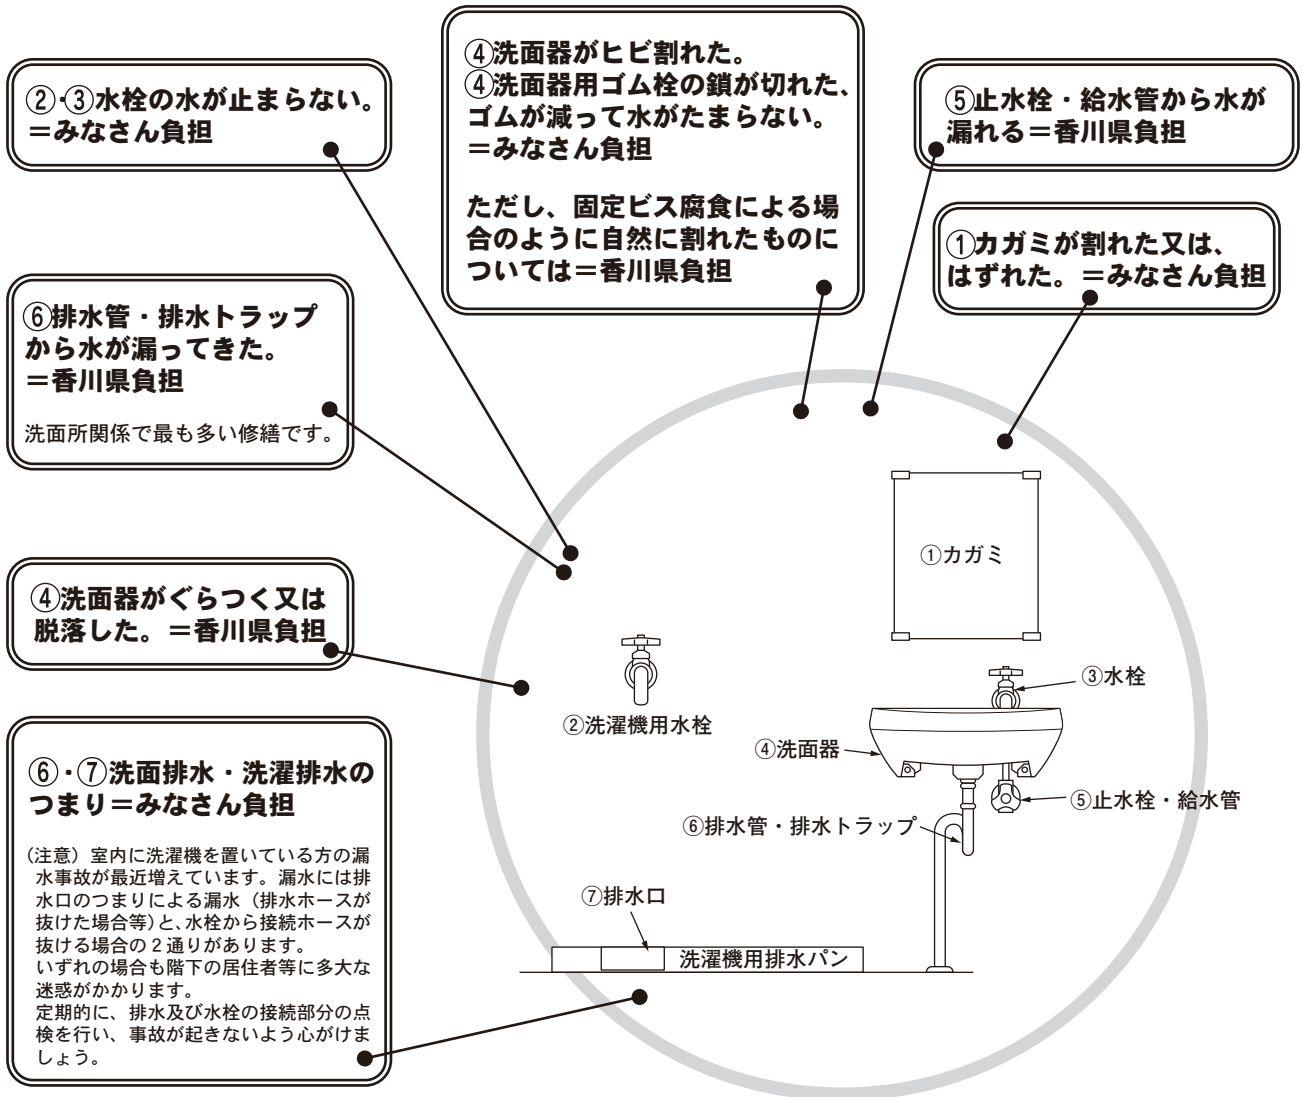 ④洗面器がヒビ割れた。
④洗面器用ゴム栓の鎖が切れた、
ゴムが減って水がたまらない。
＝みなさん負担
ただし、固定ビス腐食による場
合のように自然に割れたものに
ついては＝香川県負担
②・③水栓の水が止まらない。
＝みなさん負担
⑤止水栓・給水管から水が
漏れる＝香川県負担
①カガミが割れた又は、
はずれた。＝みなさん負担
⑥排水管・排水トラップ
から水が漏ってきた。
＝香川県負担
洗面所関係で最も多い修繕です。
④洗面器がぐらつく又は
脱落した。＝香川県負担
⑥・⑦洗面排水・洗濯排水の
つまり＝みなさん負担
（注意）室内に洗濯機を置いている方の漏
水事故が最近増えています。漏水には排
水口のつまりによる漏水（排水ホースが
抜けた場合等）と、水栓から接続ホースが
抜ける場合の２通りがあります。
いずれの場合も階下の居住者等に多大な
迷惑がかかります。
定期的に、排水及び水栓の接続部分の点
検を行い、事故が起きないよう心がけま
しょう。
①カガミ
③水栓
②洗濯機用水栓
④洗面器
⑤止水栓・給水管
⑥排水管・排水トラップ
⑦排水口
洗濯機用排水パン